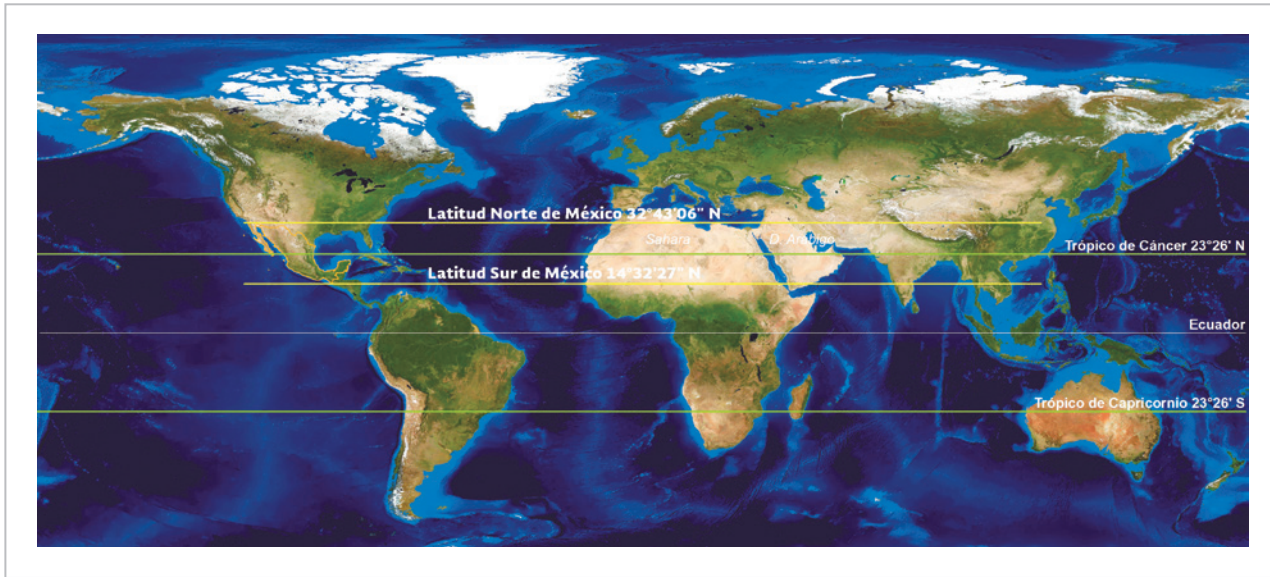 Latitud Norte de México 32°43'06" N
Sahara
D. Arábigo
Trópico de Cáncer 23°26' N
Latitud Sur de México 14°32'27" N
Ecuador
Trópico de Capricornio 23°26' S